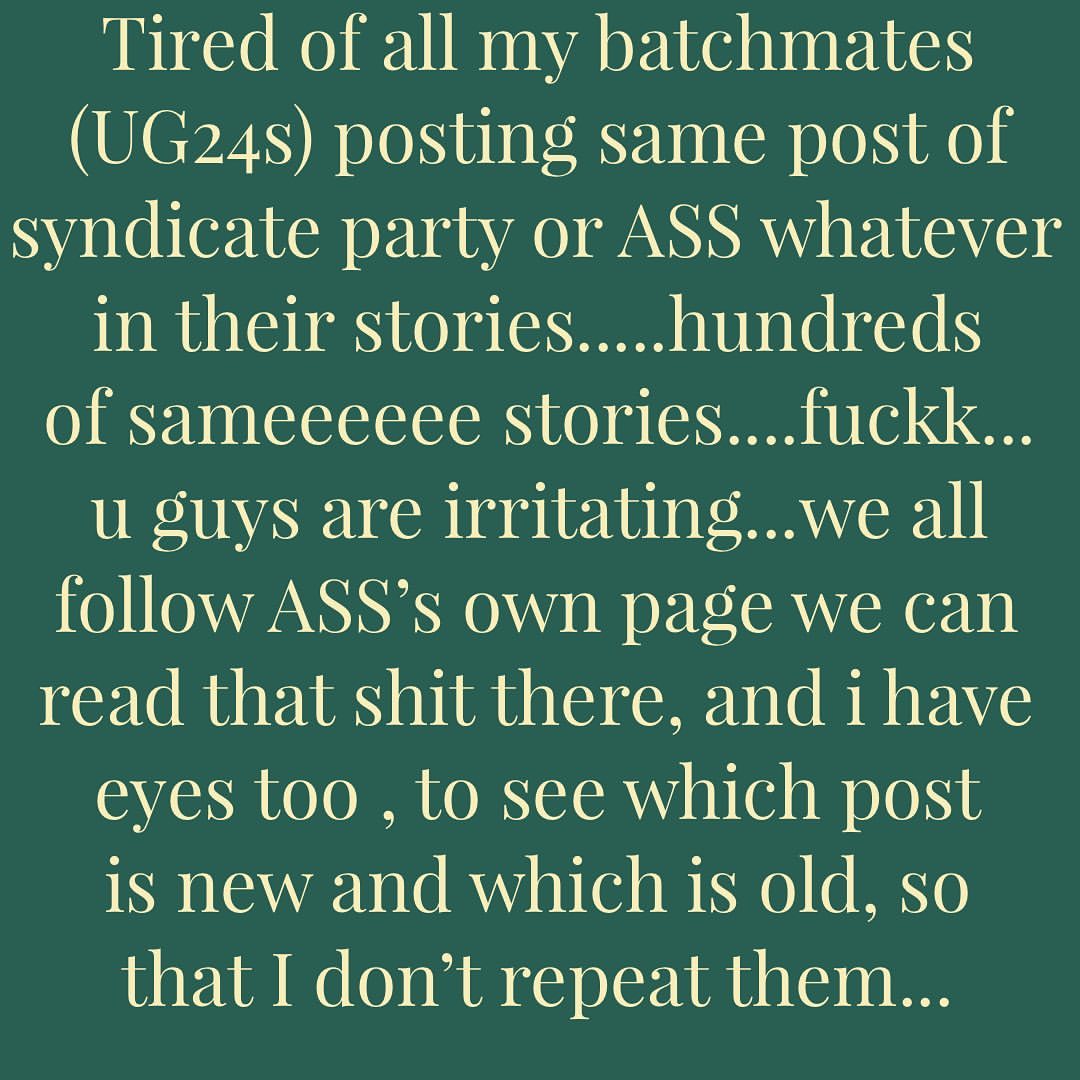 Tired of all my batchmates
(UG24s) posting same post of
syndicate party or ASS whatever
in their stories.....hundreds
of sameeeeeee stories....fuckk...
u guys are irritating...we all
follow ASS’s own page we can
read that shit there, and i have
eyes too , to see which post
is new and which is old, so
that I don’t repeat them...